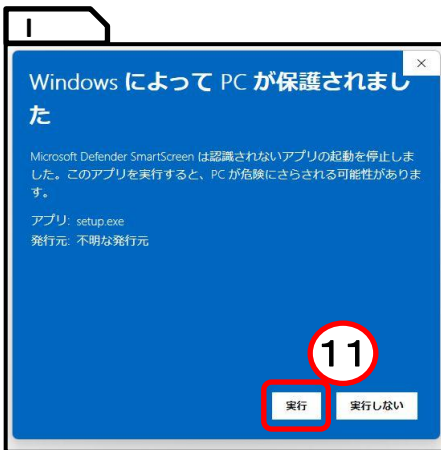 I
Windows によって PC が保護されまし
た
Microsoft Defender SmartScreen は認識されないアプリの起動を停止しま
した。このアプリを実行すると、PC が危険にさらされる可能性がありま
す。
アプリ: setup.exe
発行元: 不明な発行元
11
実行 実行しない